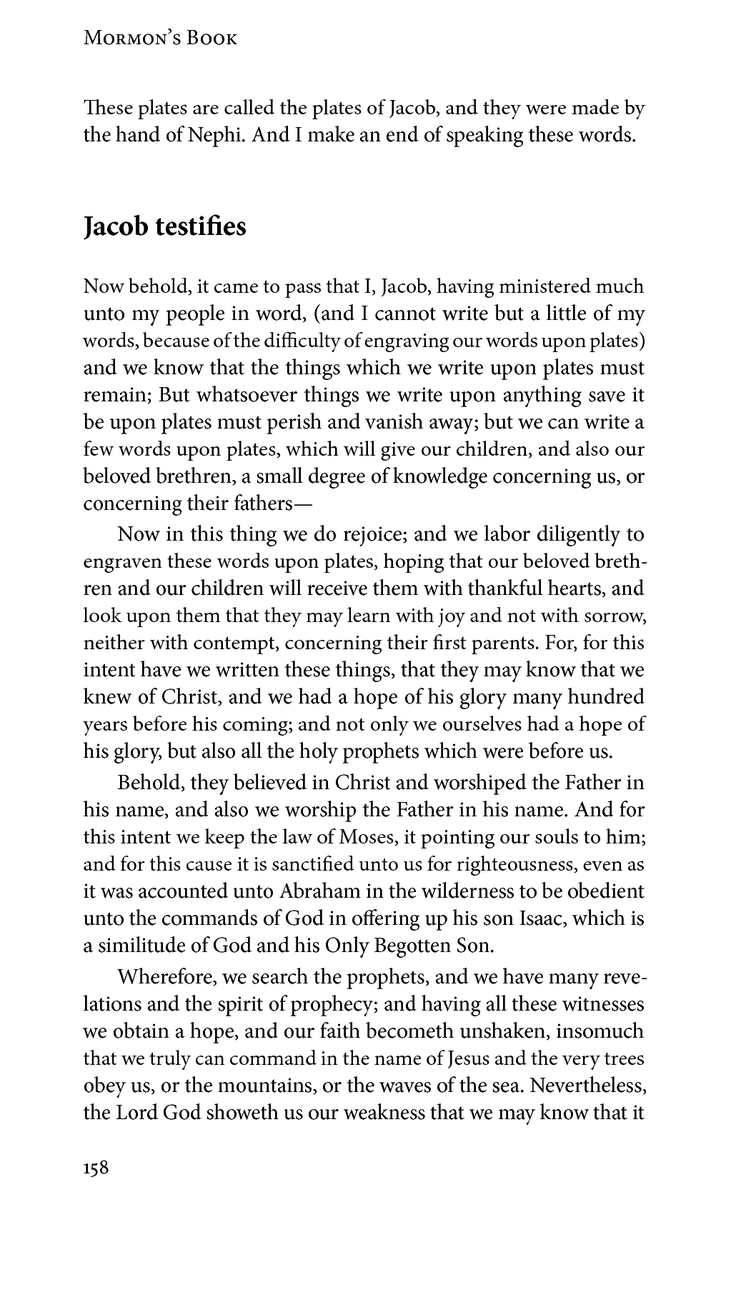 Mormon's Book
These plates are called the plates of Jacob, and they were made by
the hand of Nephi. And I make an end of speaking these words.
Jacob testifies
Now behold, it came to pass that I, Jacob, having ministered much
unto my people in word, (and I cannot write but a little of my
words, because of the difficulty of engraving our words upon plates)
and we know that the things which we write upon plates must
remain; But whatsoever things we write upon anything save it
be upon plates must perish and vanish away; but we can write a
few words upon plates, which will give our children, and also our
beloved brethren, a small degree of knowledge concerning us, or
concerning their fathers—
Now in this thing we do rejoice; and we labor diligently to
engraven these words upon plates, hoping that our beloved breth-
ren and our children will receive them with thankful hearts, and
look upon them that they may learn with joy and not with sorrow,
neither with contempt, concerning their first parents. For, for this
intent have we written these things, that they may know that we
knew of Christ, and we had a hope of his glory many hundred
years before his coming; and not only we ourselves had a hope of
his glory, but also all the holy prophets which were before us.
Behold, they believed in Christ and worshiped the Father in
his name, and also we worship the Father in his name. And for
this intent we keep the law of Moses, it pointing our souls to him;
and for this cause it is sanctified unto us for righteousness, even as
it was accounted unto Abraham in the wilderness to be obedient
unto the commands of God in offering up his son Isaac, which is
a similitude of God and his Only Begotten Son.
Wherefore, we search the prophets, and we have many reve-
lations and the spirit of prophecy; and having all these witnesses
we obtain a hope, and our faith becometh unshaken, insomuch
that we truly can command in the name of Jesus and the very trees
obey us, or the mountains, or the waves of the sea. Nevertheless,
the Lord God showeth us our weakness that we may know that it
158